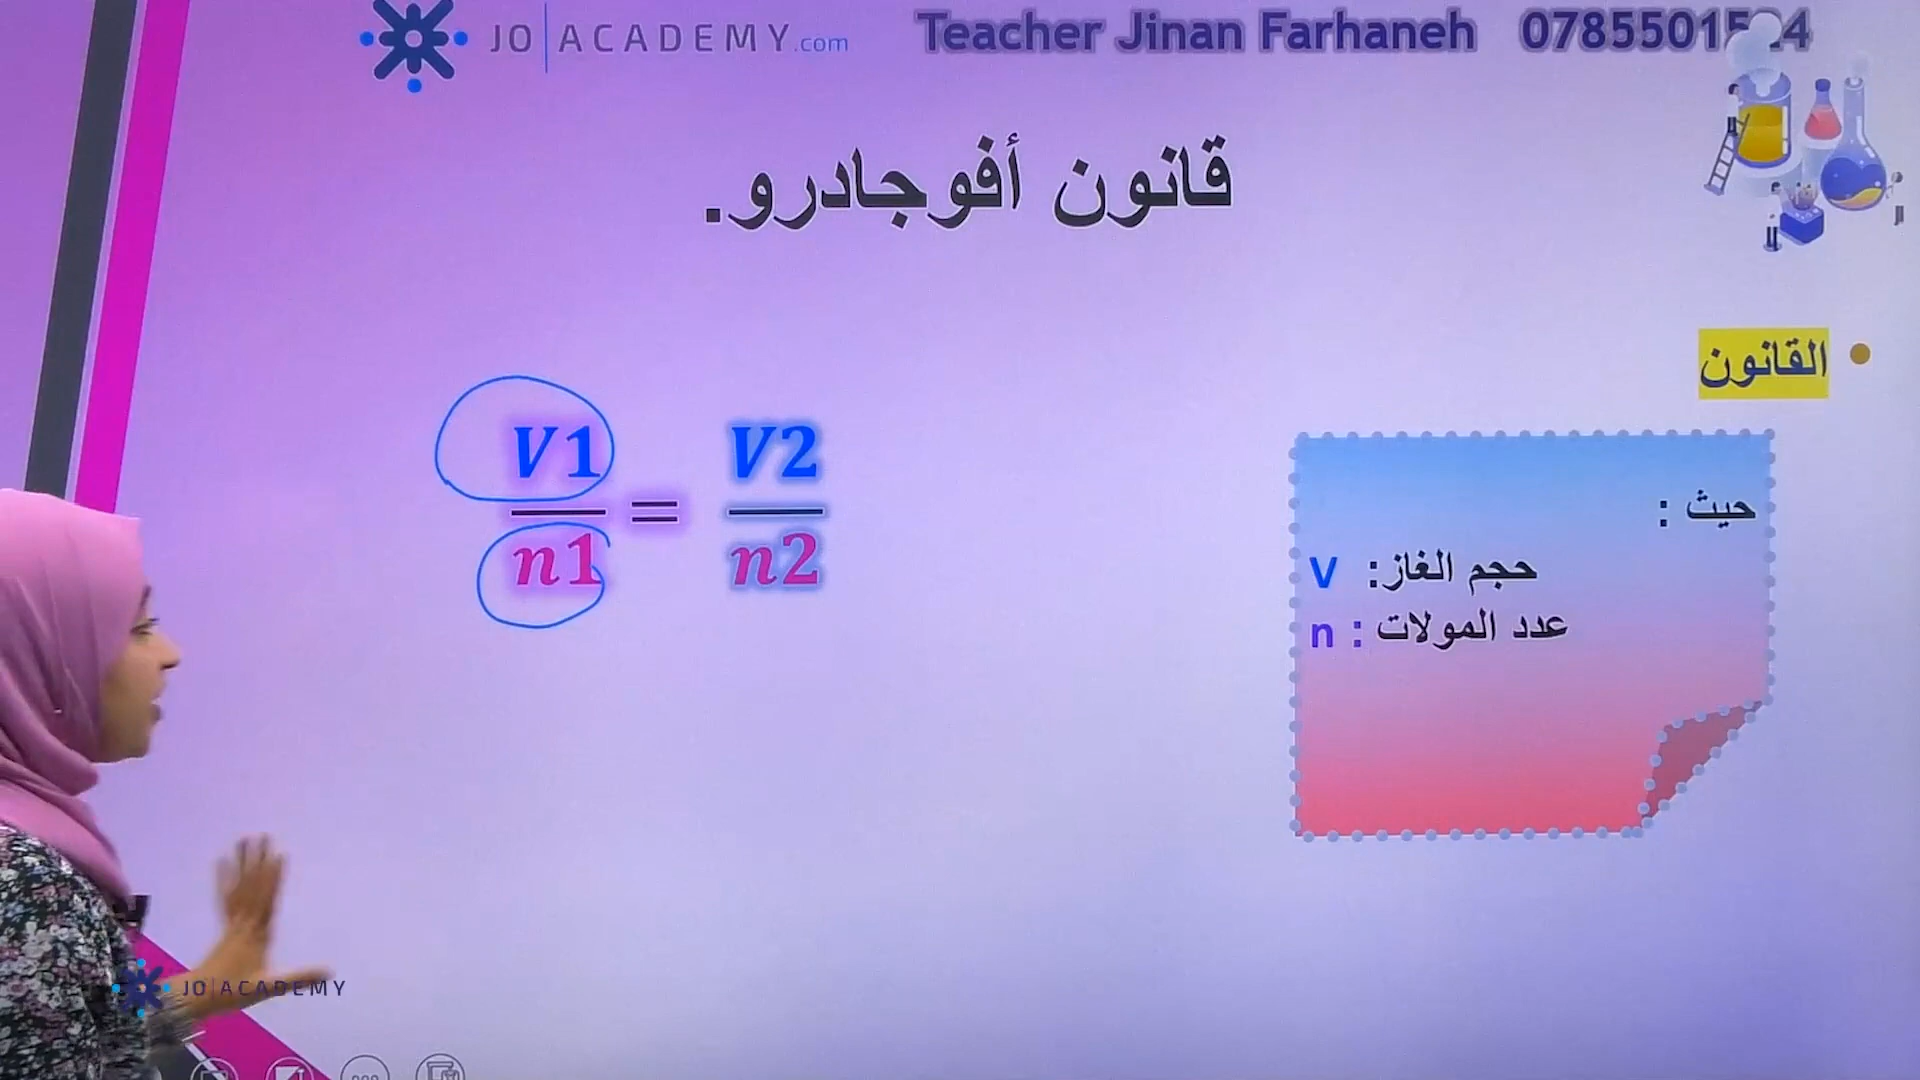 JO ACADEMY.com
Teacher Jinan Farhaneh
قانون أفوجادرو.
القانون
V1/n1 = V2/n2
حيث :
V حجم الغاز:
n عدد المولات :
JO ACADEMY